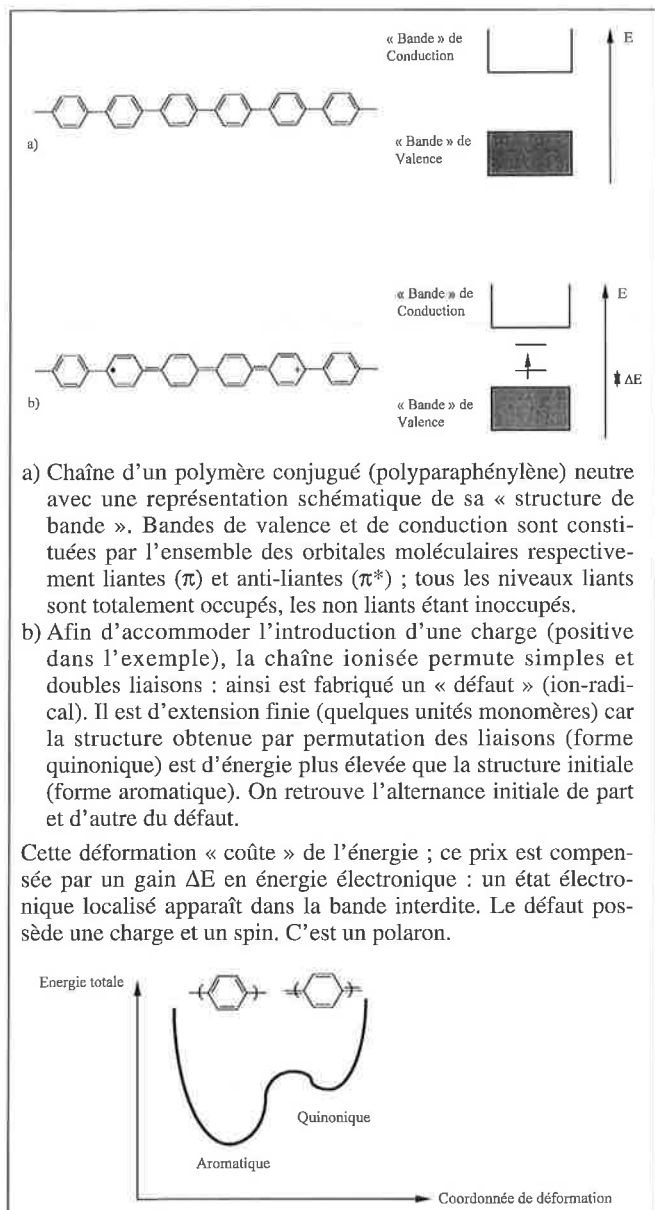 « Bande » de
Conduction
E
a)
« Bande » de
Valence
« Bande » de
Conduction
E
b)
ΔE
« Bande » de
Valence
a) Chaîne d'un polymère conjugué (polyparaphénylène) neutre
avec une représentation schématique de sa « structure de
bande ». Bandes de valence et de conduction sont consti-
tuées par l'ensemble des orbitales moléculaires respective-
ment liantes (π) et anti-liantes (π*) ; tous les niveaux liants
sont totalement occupés, les non liants étant inoccupés.
b) Afin d'accommoder l'introduction d'une charge (positive
dans l'exemple), la chaîne ionisée permute simples et
doubles liaisons : ainsi est fabriqué un « défaut » (ion-radi-
cal). Il est d'extension finie (quelques unités monomères) car
la structure obtenue par permutation des liaisons (forme
quinonique) est d'énergie plus élevée que la structure initiale
(forme aromatique). On retrouve l'alternance initiale de part
et d'autre du défaut.
Cette déformation « coûte » de l'énergie ; ce prix est compen-
sée par un gain ΔE en énergie électronique : un état électro-
nique localisé apparaît dans la bande interdite. Le défaut pos-
sède une charge et un spin. C'est un polaron.
Energie totale
Quinonique
Aromatique
Coordonnée de déformation